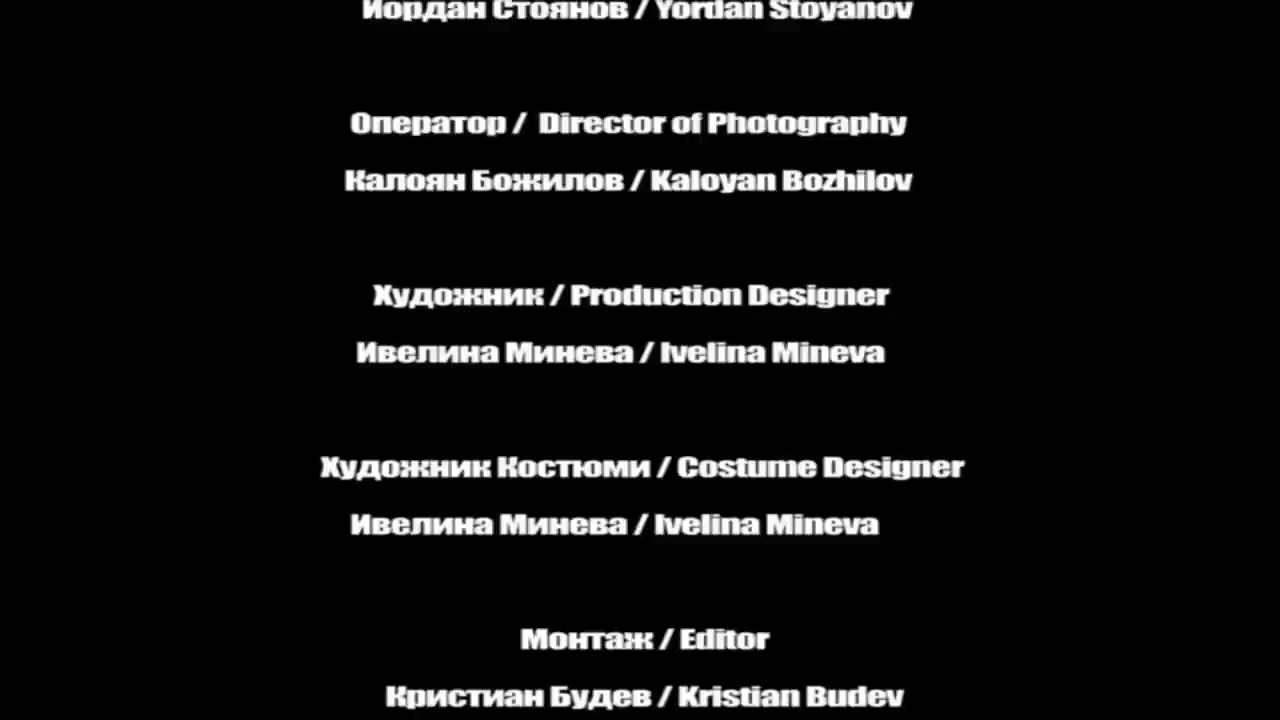 Йордан Стоянов / Yordan Stoyanov
Оператор / Director of Photography
Калоян Божилов / Kaloyan Bozhilov
Художник / Production Designer
Ивелина Минева / Ivelina Mineva
Художник Костюми / Costume Designer
Ивелина Минева / Ivelina Mineva
Монтаж / Editor
Кристиан Будев / Kristian Budev